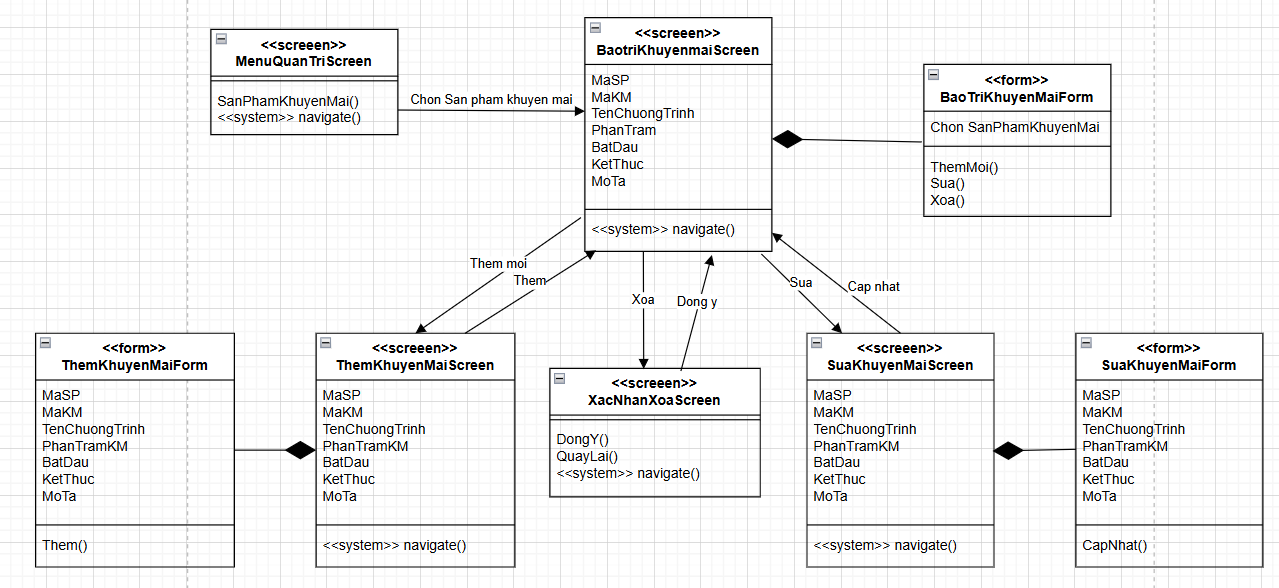 <<screeen>>
MenuQuanTriScreen
SanPhamKhuyenMai()
<<system>> navigate()
Chon San pham khuyen mai
<<screeen>>
BaotriKhuyenmaiScreen
MaSP
MaKM
TenChuongTrinh
PhanTram
BatDau
KetThuc
MoTa
<<system>> navigate()
<<form>>
BaoTriKhuyenMaiForm
Chon SanPhamKhuyenMai
ThemMoi()
Sua()
Xoa()
Them moi
Them
Xoa
Dong y
Sua
Cap nhat
<<form>>
ThemKhuyenMaiForm
MaSP
MaKM
TenChuongTrinh
PhanTramKM
BatDau
KetThuc
MoTa
Them()
<<screeen>>
ThemKhuyenMaiScreen
MaSP
MaKM
TenChuongTrinh
PhanTramKM
BatDau
KetThuc
MoTa
<<system>> navigate()
<<screeen>>
XacNhanXoaScreen
DongY()
QuayLai()
<<system>> navigate()
<<screeen>>
SuaKhuyenMaiScreen
MaSP
MaKM
TenChuongTrinh
PhanTramKM
BatDau
KetThuc
MoTa
<<system>> navigate()
<<form>>
SuaKhuyenMaiForm
MaSP
MaKM
TenChuongTrinh
PhanTramKM
BatDau
KetThuc
MoTa
CapNhat()